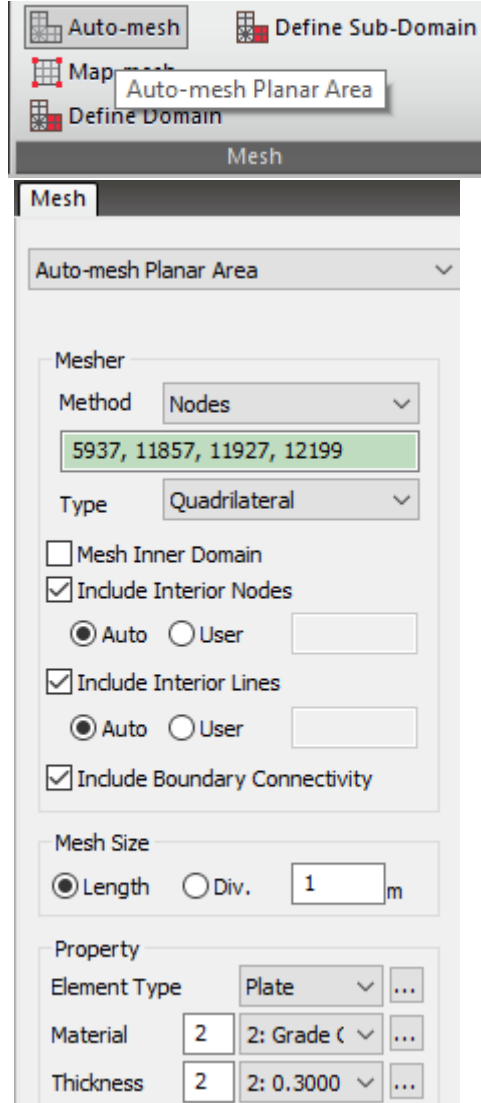 Auto-mesh Define Sub-Domain
Map-mesh
Auto-mesh Planar Area
Define Domain
Mesh
Mesh
Auto-mesh Planar Area
Mesher
Method Nodes
5937, 11857, 11927, 12199
Type Quadrilateral
Mesh Inner Domain
Include Interior Nodes
Auto User
Include Interior Lines
Auto User
Include Boundary Connectivity
Mesh Size
Length Div. 1 m
Property
Element Type Plate ...
Material 2 2: Grade ( ...
Thickness 2 2: 0.3000 ...